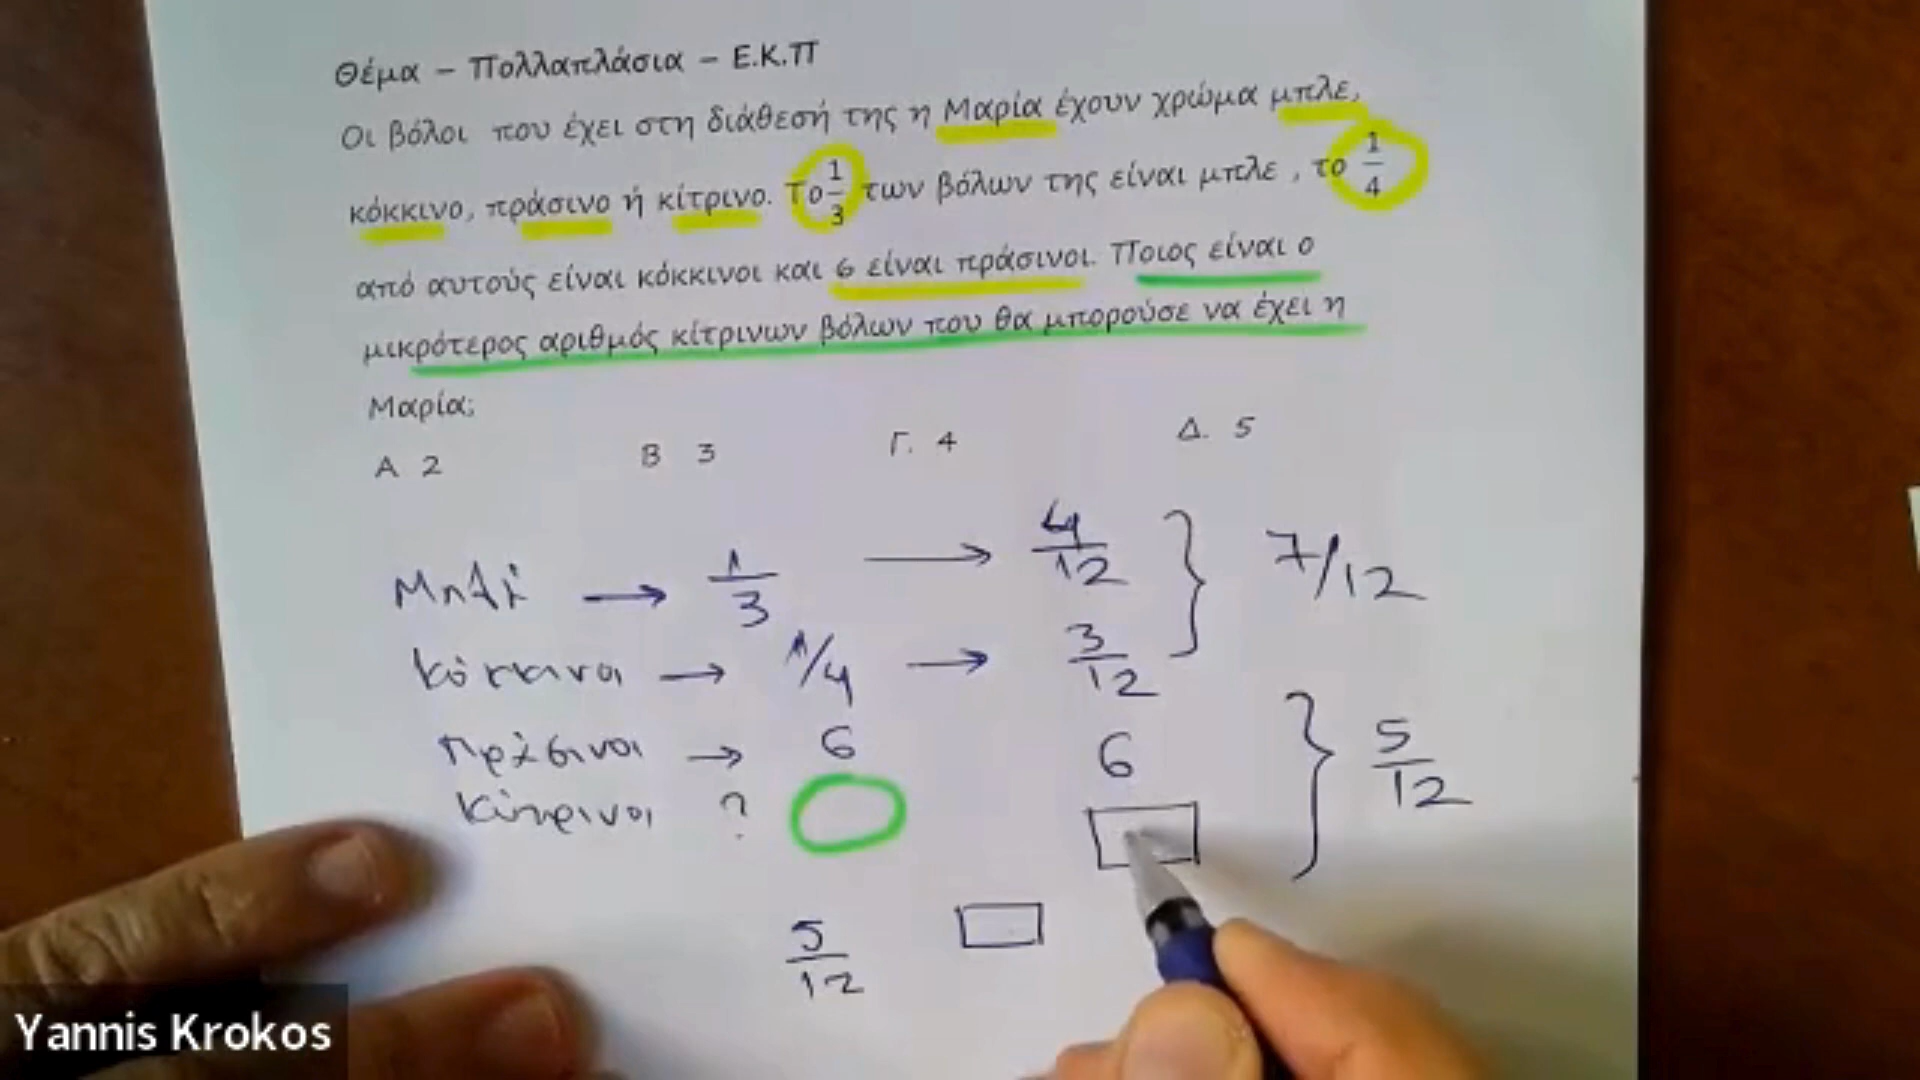 Θέμα – Πολλαπλάσια – Ε.Κ.Π
Οι βόλοι που έχει στη διάθεσή της η Μαρία έχουν χρώμα μπλε,
κόκκινο, πράσινο ή κίτρινο. Το 1/3 των βόλων της είναι μπλε , το 1/4
από αυτούς είναι κόκκινοι και 6 είναι πράσινοι. Ποιος είναι ο
μικρότερος αριθμός κίτρινων βόλων που θα μπορούσε να έχει η
Μαρία;
Α 2 Β 3 Γ. 4 Δ. 5
Μπλέ → 1/3 → 4/12 } 7/12
Κόκκινοι → 1/4 → 3/12
Πράσινοι → 6 6 } 5/12
Κίτρινοι ?
5/12
Yannis Krokos